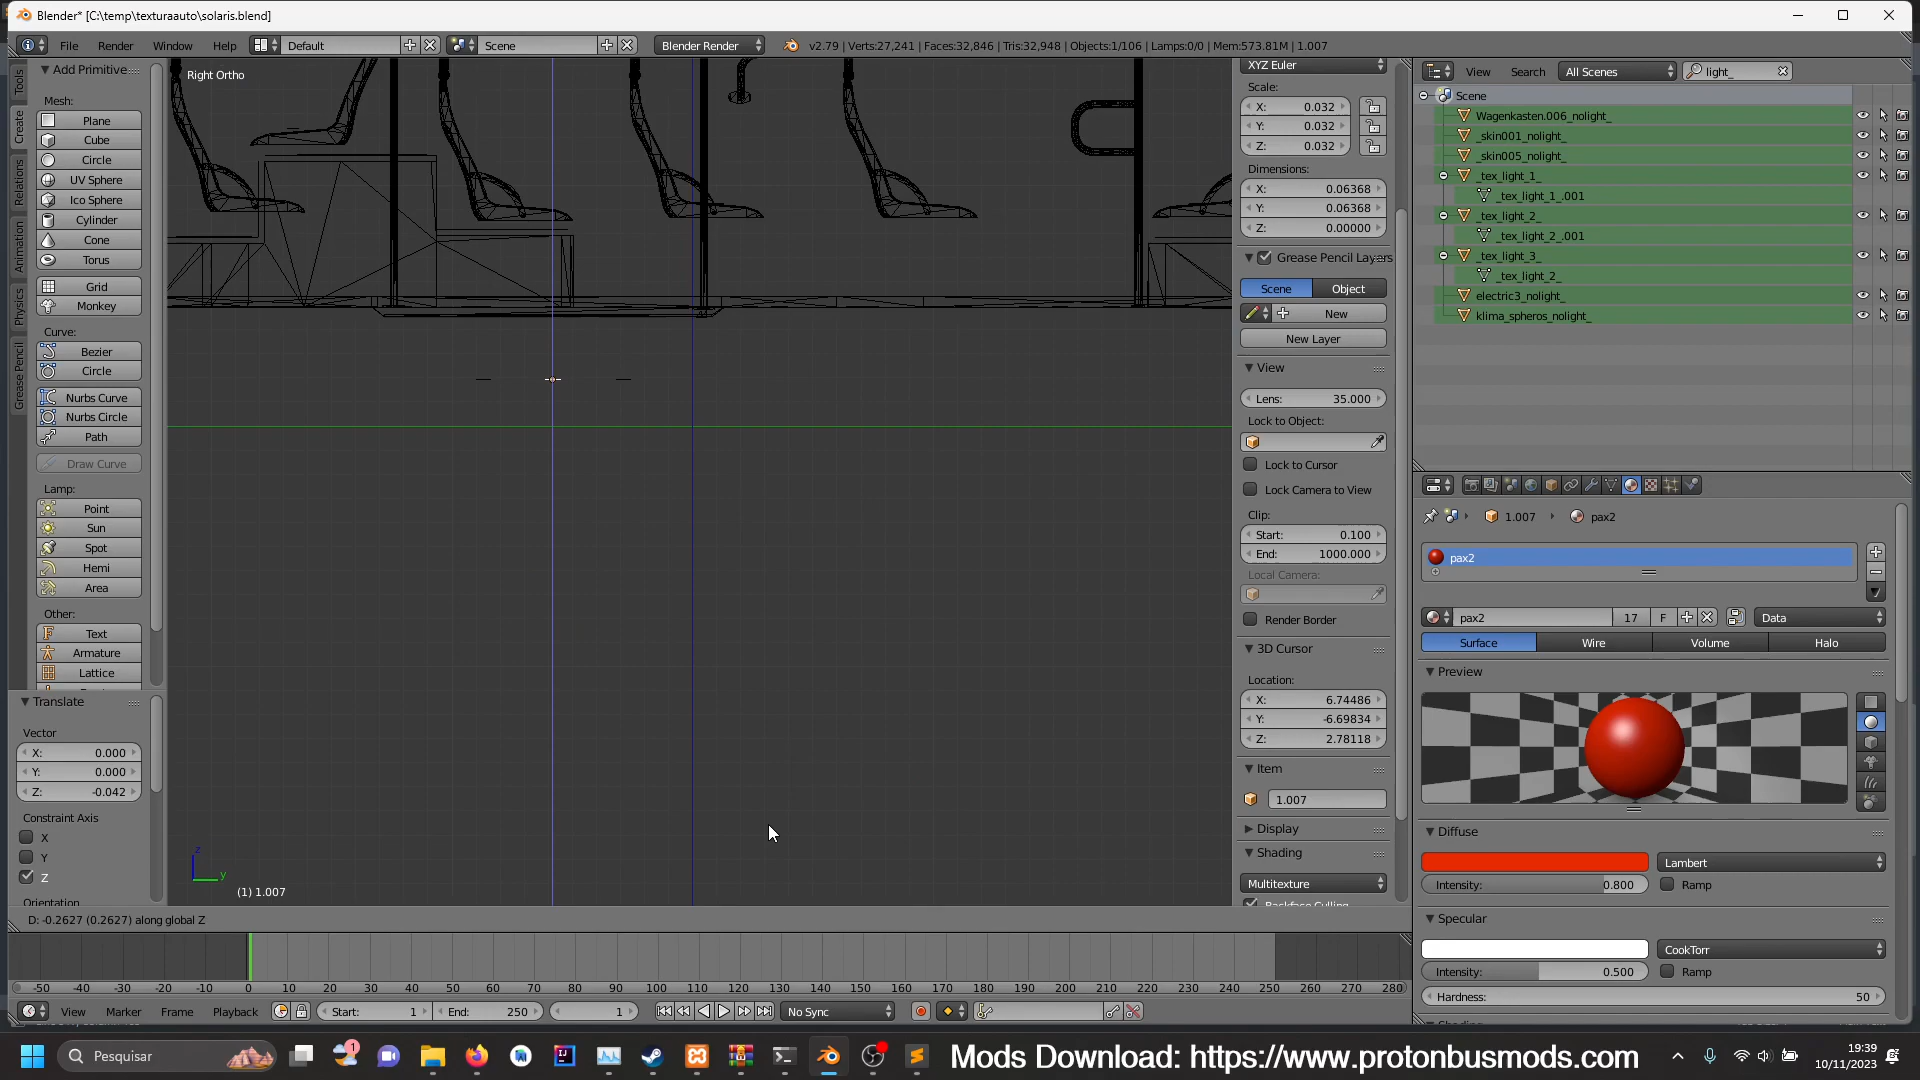 Blender* [C:\temp\texturaauto\solaris.blend]
File Render Window Help Default Scene Blender Render v2.79 | Verts:27,241 | Faces:32,846 | Tris:32,948 | Objects:1/106 | Lamps:0/0 | Mem:573.81M | 1.007
Tools
Create
Relations
Animation
Physics
Grease Pencil
Add Primitive
Mesh:
Plane
Cube
Circle
UV Sphere
Ico Sphere
Cylinder
Cone
Torus
Grid
Monkey
Curve:
Bezier
Circle
Nurbs Curve
Nurbs Circle
Path
Draw Curve
Lamp:
Point
Sun
Spot
Hemi
Area
Other:
Text
Armature
Lattice
Translate
Vector
X: 0.000
Y: 0.000
Z: -0.042
Constraint Axis
X
Y
Z
Orientation
Right Ortho
z
y
(1) 1.007
D: -0.2627 (0.2627) along global Z
XYZ Euler
Scale:
X: 0.032
Y: 0.032
Z: 0.032
Dimensions:
X: 0.06368
Y: 0.06368
Z: 0.00000
Grease Pencil Layers
Scene Object
New
New Layer
View
Lens: 35.000
Lock to Object:
Lock to Cursor
Lock Camera to View
Clip:
Start: 0.100
End: 1000.000
Local Camera:
Render Border
3D Cursor
Location:
X: 6.74486
Y: -6.69834
Z: 2.78118
Item
1.007
Display
Shading
Multitexture
Backface Culling
View Search All Scenes light_
Scene
Wagenkasten.006_nolight_
_skin001_nolight_
_skin005_nolight_
_tex_light_1_
_tex_light_1_.001
_tex_light_2_
_tex_light_2_.001
_tex_light_3_
_tex_light_2_
electric3_nolight_
klima_spheros_nolight_
1.007 pax2
pax2
pax2 17 F Data
Surface Wire Volume Halo
Preview
Diffuse
Lambert
Intensity: 0.800 Ramp
Specular
CookTorr
Intensity: 0.500 Ramp
Hardness: 50
-50 -40 -30 -20 -10 0 10 20 30 40 50 60 70 80 90 100 110 120 130 140 150 160 170 180 190 200 210 220 230 240 250 260 270 280
View Marker Frame Playback Start: 1 End: 250 1 No Sync
Pesquisar
1
Mods Download: https://www.protonbusmods.com
19:39
10/11/2023